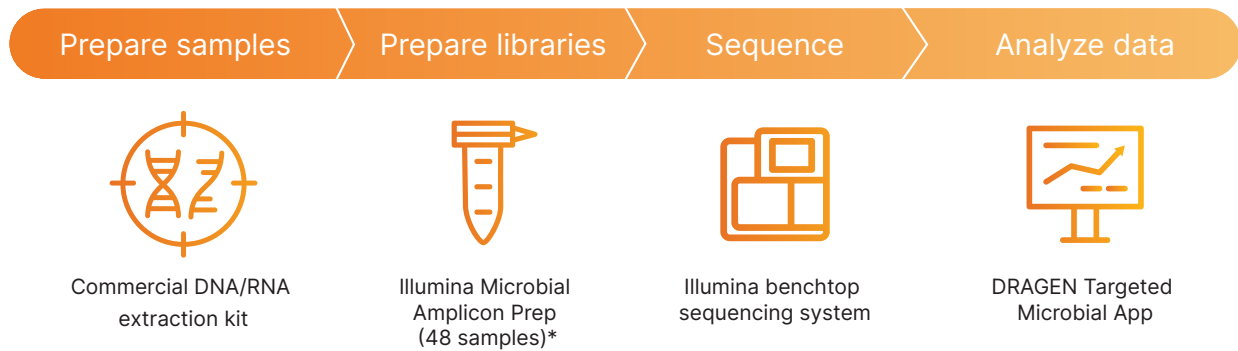 Prepare samples
Prepare libraries
Sequence
Analyze data
Commercial DNA/RNA
extraction kit
Illumina Microbial
Amplicon Prep
(48 samples)*
Illumina benchtop
sequencing system
DRAGEN Targeted
Microbial App